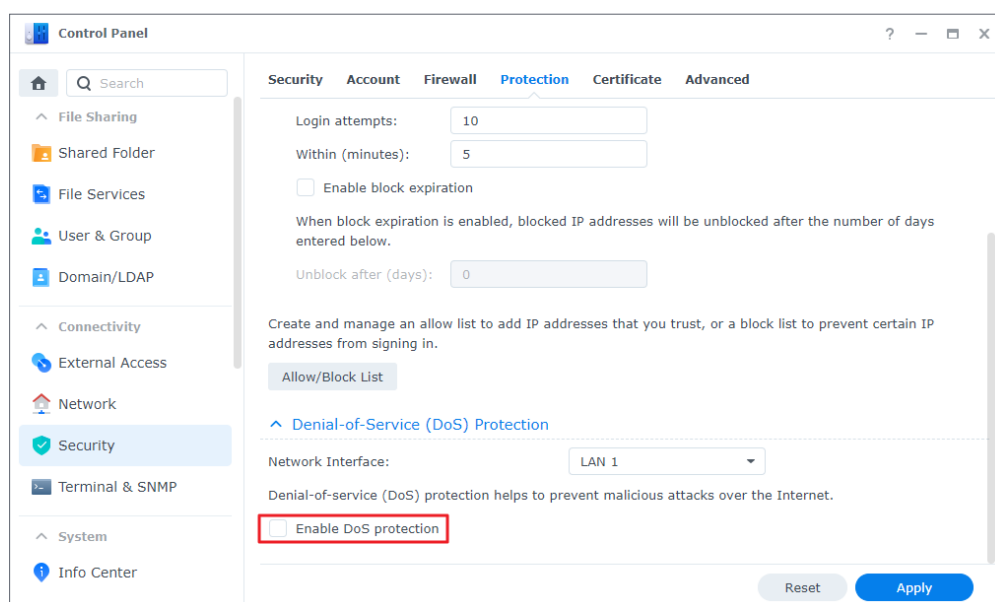 Control Panel
?
Search
File Sharing
Shared Folder
File Services
User & Group
Domain/LDAP
Connectivity
External Access
Network
Security
Terminal & SNMP
System
Info Center
Security Account Firewall Protection Certificate Advanced
Login attempts: 10
Within (minutes): 5
Enable block expiration
When block expiration is enabled, blocked IP addresses will be unblocked after the number of days
entered below.
Unblock after (days): 0
Create and manage an allow list to add IP addresses that you trust, or a block list to prevent certain IP
addresses from signing in.
Allow/Block List
Denial-of-Service (DoS) Protection
Network Interface: LAN 1
Denial-of-service (DoS) protection helps to prevent malicious attacks over the Internet.
Enable DoS protection
Reset Apply